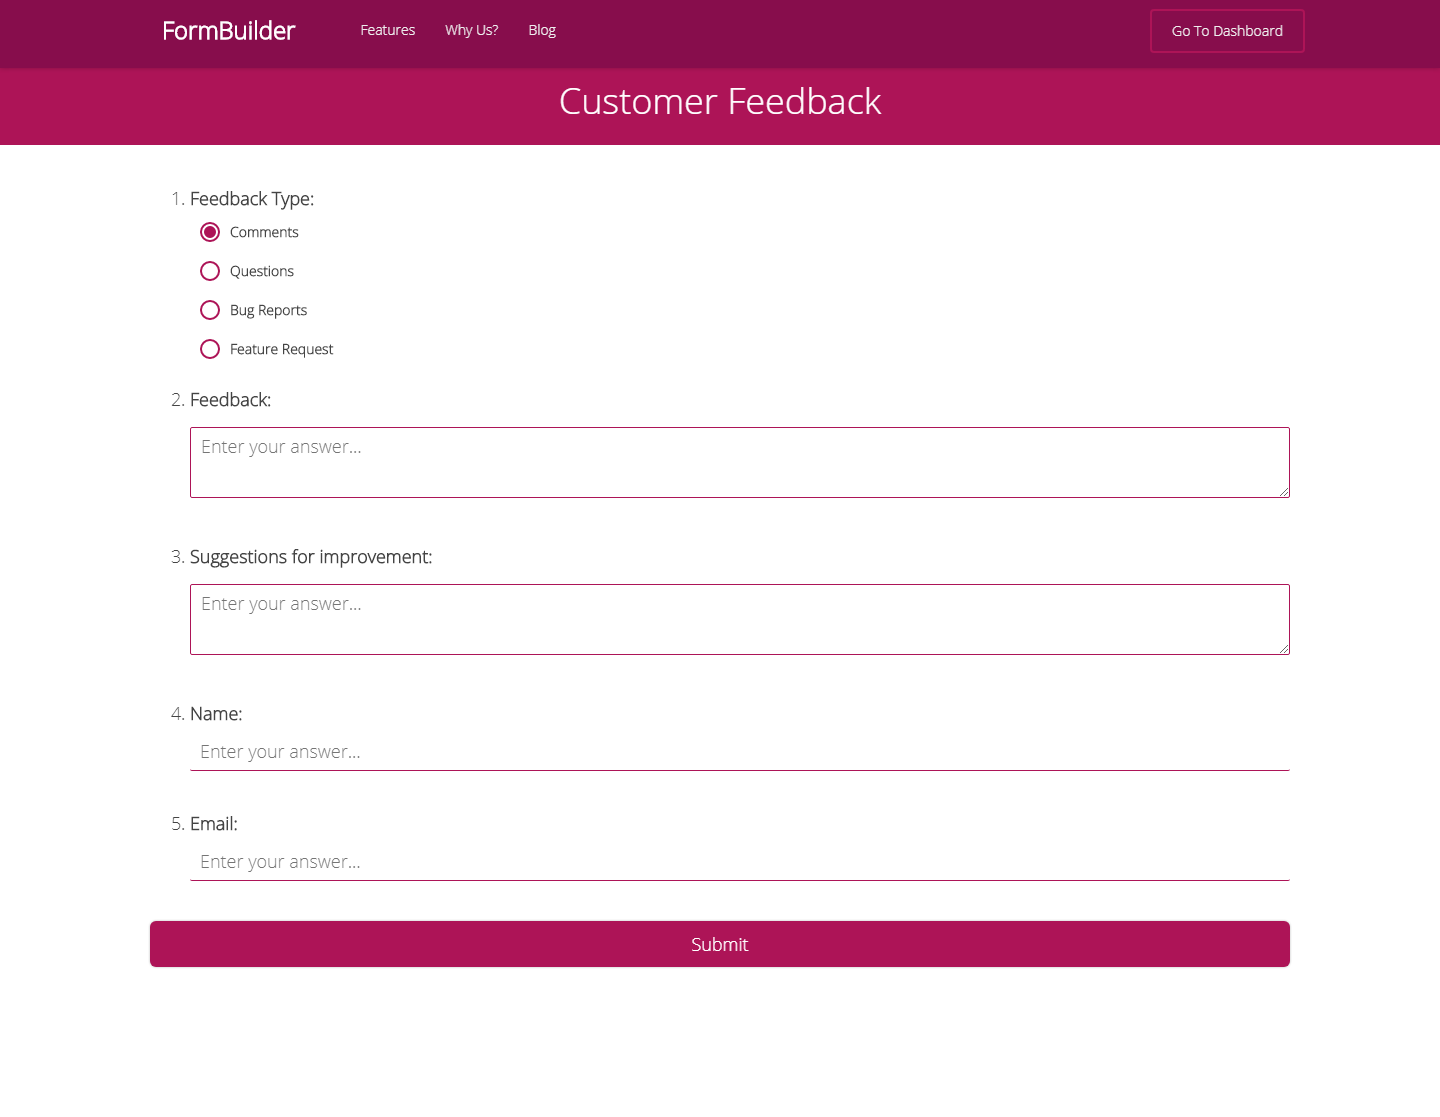 FormBuilder Features Why Us? Blog Go To Dashboard
Customer Feedback
1. Feedback Type:
Comments
Questions
Bug Reports
Feature Request
2. Feedback:
Enter your answer...
3. Suggestions for improvement:
Enter your answer...
4. Name:
Enter your answer...
5. Email:
Enter your answer...
Submit